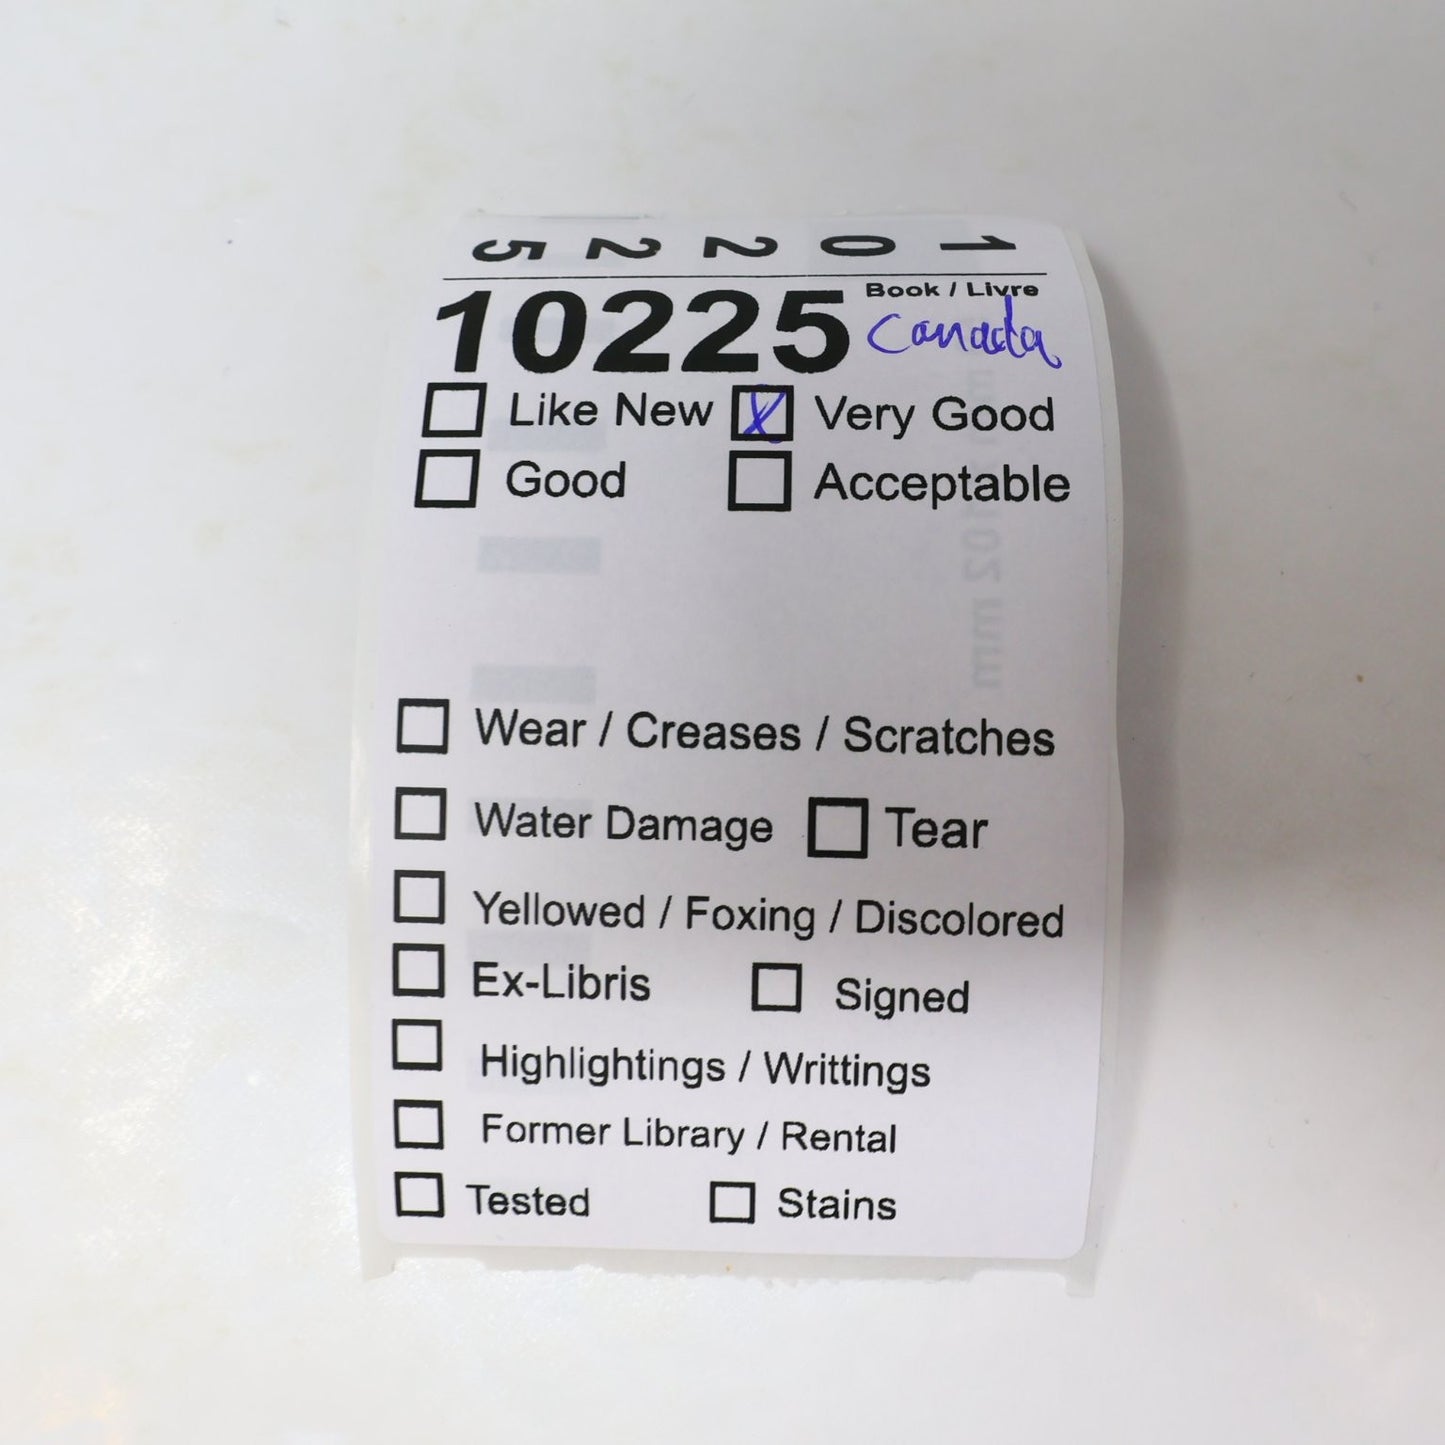 10225
10225 Book / Livre
Canada
Like New Very Good
Good Acceptable
Wear / Creases / Scratches
Water Damage Tear
Yellowed / Foxing / Discolored
Ex-Libris Signed
Highlightings / Writtings
Former Library / Rental
Tested Stains